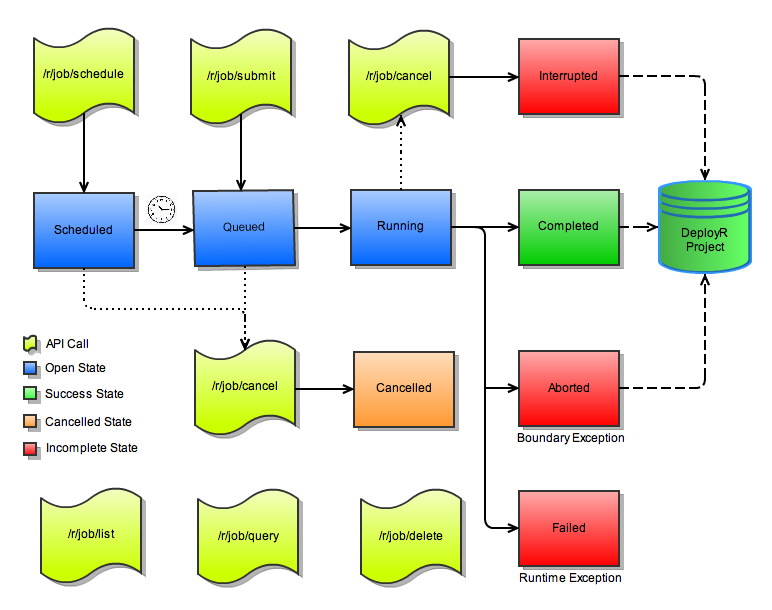 /r/job/schedule
/r/job/submit
/r/job/cancel
Interrupted
Scheduled
Queued
Running
Completed
DeployR
Project
API Call
Open State
Success State
Cancelled State
Incomplete State
/r/job/cancel
Cancelled
Aborted
Boundary Exception
/r/job/list
/r/job/query
/r/job/delete
Failed
Runtime Exception